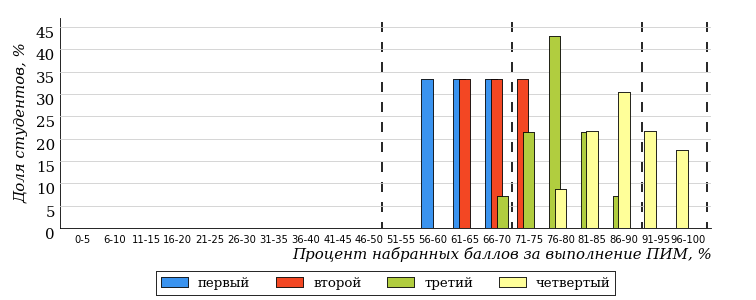 Доля студентов, %
45
40
35
30
25
20
15
10
5
0
0-5 6-10 11-15 16-20 21-25 26-30 31-35 36-40 41-45 46-50 51-55 56-60 61-65 66-70 71-75 76-80 81-85 86-90 91-95 96-100
Процент набранных баллов за выполнение ПИМ, %
первый второй третий четвертый